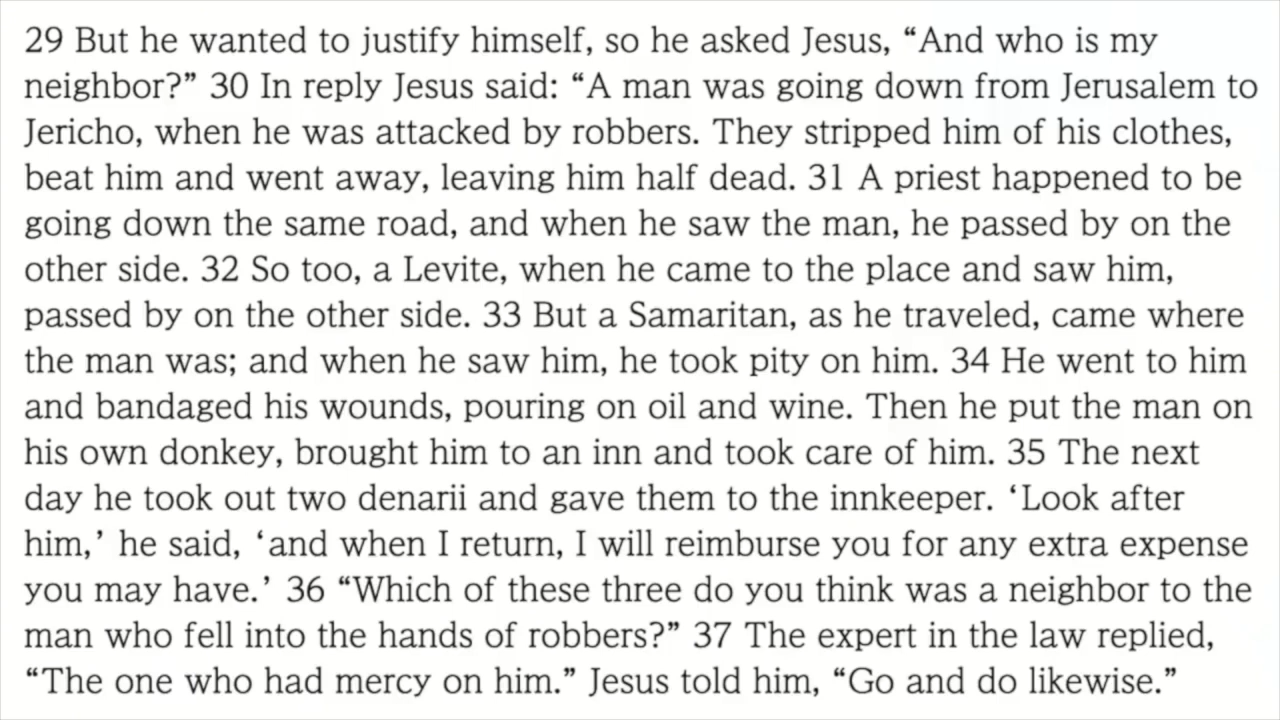 29 But he wanted to justify himself, so he asked Jesus, “And who is my
neighbor?” 30 In reply Jesus said: “A man was going down from Jerusalem to
Jericho, when he was attacked by robbers. They stripped him of his clothes,
beat him and went away, leaving him half dead. 31 A priest happened to be
going down the same road, and when he saw the man, he passed by on the
other side. 32 So too, a Levite, when he came to the place and saw him,
passed by on the other side. 33 But a Samaritan, as he traveled, came where
the man was; and when he saw him, he took pity on him. 34 He went to him
and bandaged his wounds, pouring on oil and wine. Then he put the man on
his own donkey, brought him to an inn and took care of him. 35 The next
day he took out two denarii and gave them to the innkeeper. ‘Look after
him,’ he said, ‘and when I return, I will reimburse you for any extra expense
you may have.’ 36 “Which of these three do you think was a neighbor to the
man who fell into the hands of robbers?” 37 The expert in the law replied,
“The one who had mercy on him.” Jesus told him, “Go and do likewise.”